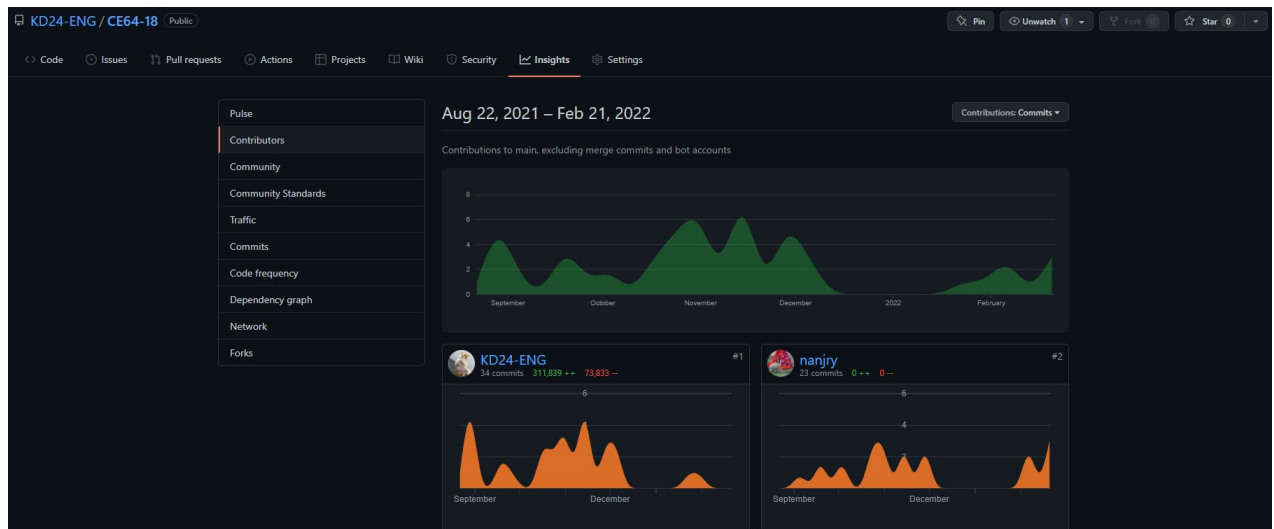 KD24-ENG / CE64-18 Public
Pin Unwatch 1 Fork 0 Star 0
<> Code Issues Pull requests Actions Projects Wiki Security Insights Settings
Pulse
Contributors
Community
Community Standards
Traffic
Commits
Code frequency
Dependency graph
Network
Forks
Aug 22, 2021 – Feb 21, 2022
Contributions: Commits
Contributions to main, excluding merge commits and bot accounts
8
6
4
2
0
September October November December 2022 February
KD24-ENG #1
34 commits 311,839 ++ 73,833 --
6
September December
nanjry #2
23 commits 0 ++ 0 --
6
4
2
September December